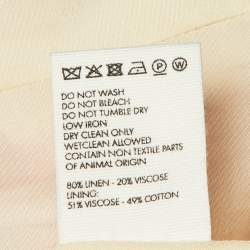 DO NOT WASH
DO NOT BLEACH
DO NOT TUMBLE DRY
LOW IRON
DRY CLEAN ONLY
WETCLEAN ALLOWED
CONTAIN NON TEXTILE PARTS
OF ANIMAL ORIGIN
80% LINEN - 20% VISCOSE
LINING:
51% VISCOSE - 49% COTTON